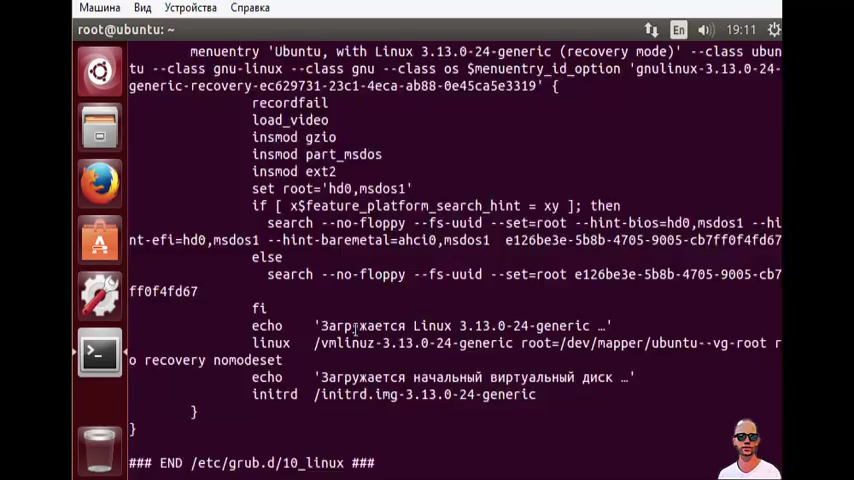 Машина Вид Устройства Справка
root@ubuntu: ~ En 19:11
menuentry 'Ubuntu, with Linux 3.13.0-24-generic (recovery mode)' --class ubun
tu --class gnu-linux --class gnu --class os $menuentry_id_option 'gnulinux-3.13.0-24-
generic-recovery-ec629731-23c1-4eca-ab88-0e45ca5e3319' {
recordfail
load_video
insmod gzio
insmod part_msdos
insmod ext2
set root='hd0,msdos1'
if [ x$feature_platform_search_hint = xy ]; then
search --no-floppy --fs-uuid --set=root --hint-bios=hd0,msdos1 --hi
nt-efi=hd0,msdos1 --hint-baremetal=ahci0,msdos1 e126be3e-5b8b-4705-9005-cb7ff0f4fd67
else
search --no-floppy --fs-uuid --set=root e126be3e-5b8b-4705-9005-cb7
ff0f4fd67
fi
echo 'Загружается Linux 3.13.0-24-generic …'
linux /vmlinuz-3.13.0-24-generic root=/dev/mapper/ubuntu--vg-root r
o recovery nomodeset
echo 'Загружается начальный виртуальный диск …'
initrd /initrd.img-3.13.0-24-generic
}
}
### END /etc/grub.d/10_linux ###